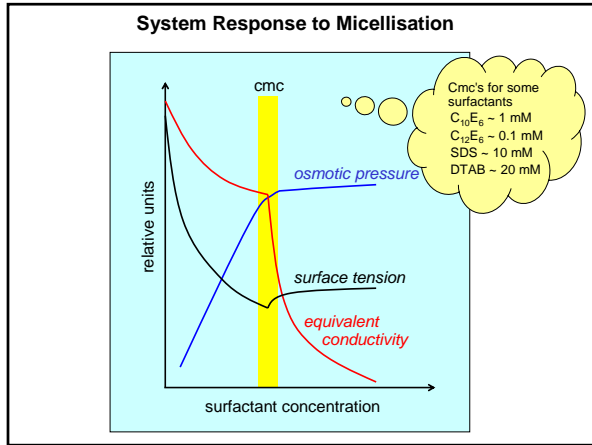 System Response to Micellisation
cmc
Cmc's for some
surfactants
C₁₀E₆ ~ 1 mM
C₁₂E₆ ~ 0.1 mM
SDS ~ 10 mM
DTAB ~ 20 mM
osmotic pressure
relative units
surface tension
equivalent
conductivity
surfactant concentration